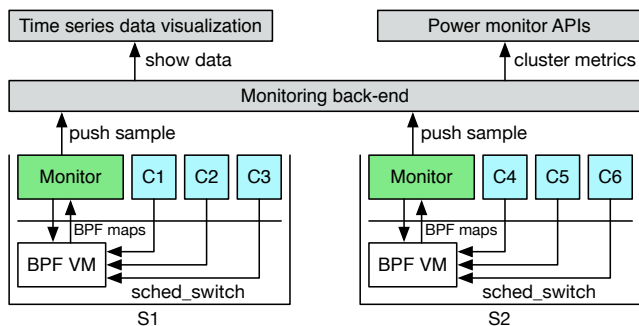 Time series data visualization
Power monitor APIs
show data
cluster metrics
Monitoring back-end
push sample
push sample
Monitor C1 C2 C3
Monitor C4 C5 C6
BPF maps
BPF maps
BPF VM
BPF VM
sched_switch
sched_switch
S1
S2